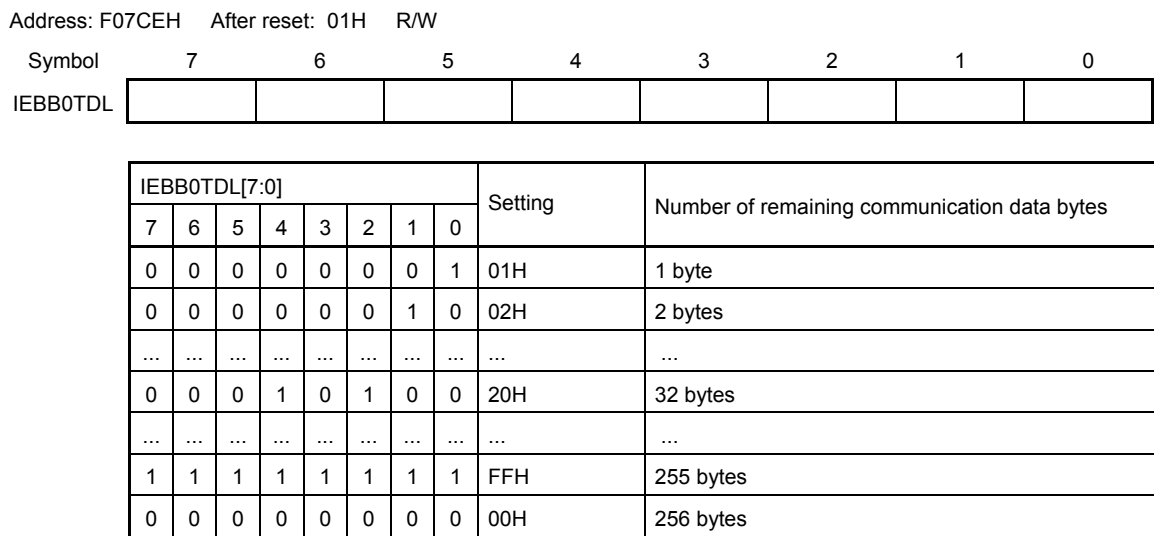 Address: F07CEH After reset: 01H R/W
Symbol 7 6 5 4 3 2 1 0
IEBB0TDL
IEBB0TDL[7:0] Setting Number of remaining communication data bytes
7 6 5 4 3 2 1 0
0 0 0 0 0 0 0 1 01H 1 byte
0 0 0 0 0 0 1 0 02H 2 bytes
... ... ... ... ... ... ... ... ... ...
0 0 0 1 0 1 0 0 20H 32 bytes
... ... ... ... ... ... ... ... ... ...
1 1 1 1 1 1 1 1 FFH 255 bytes
0 0 0 0 0 0 0 0 00H 256 bytes